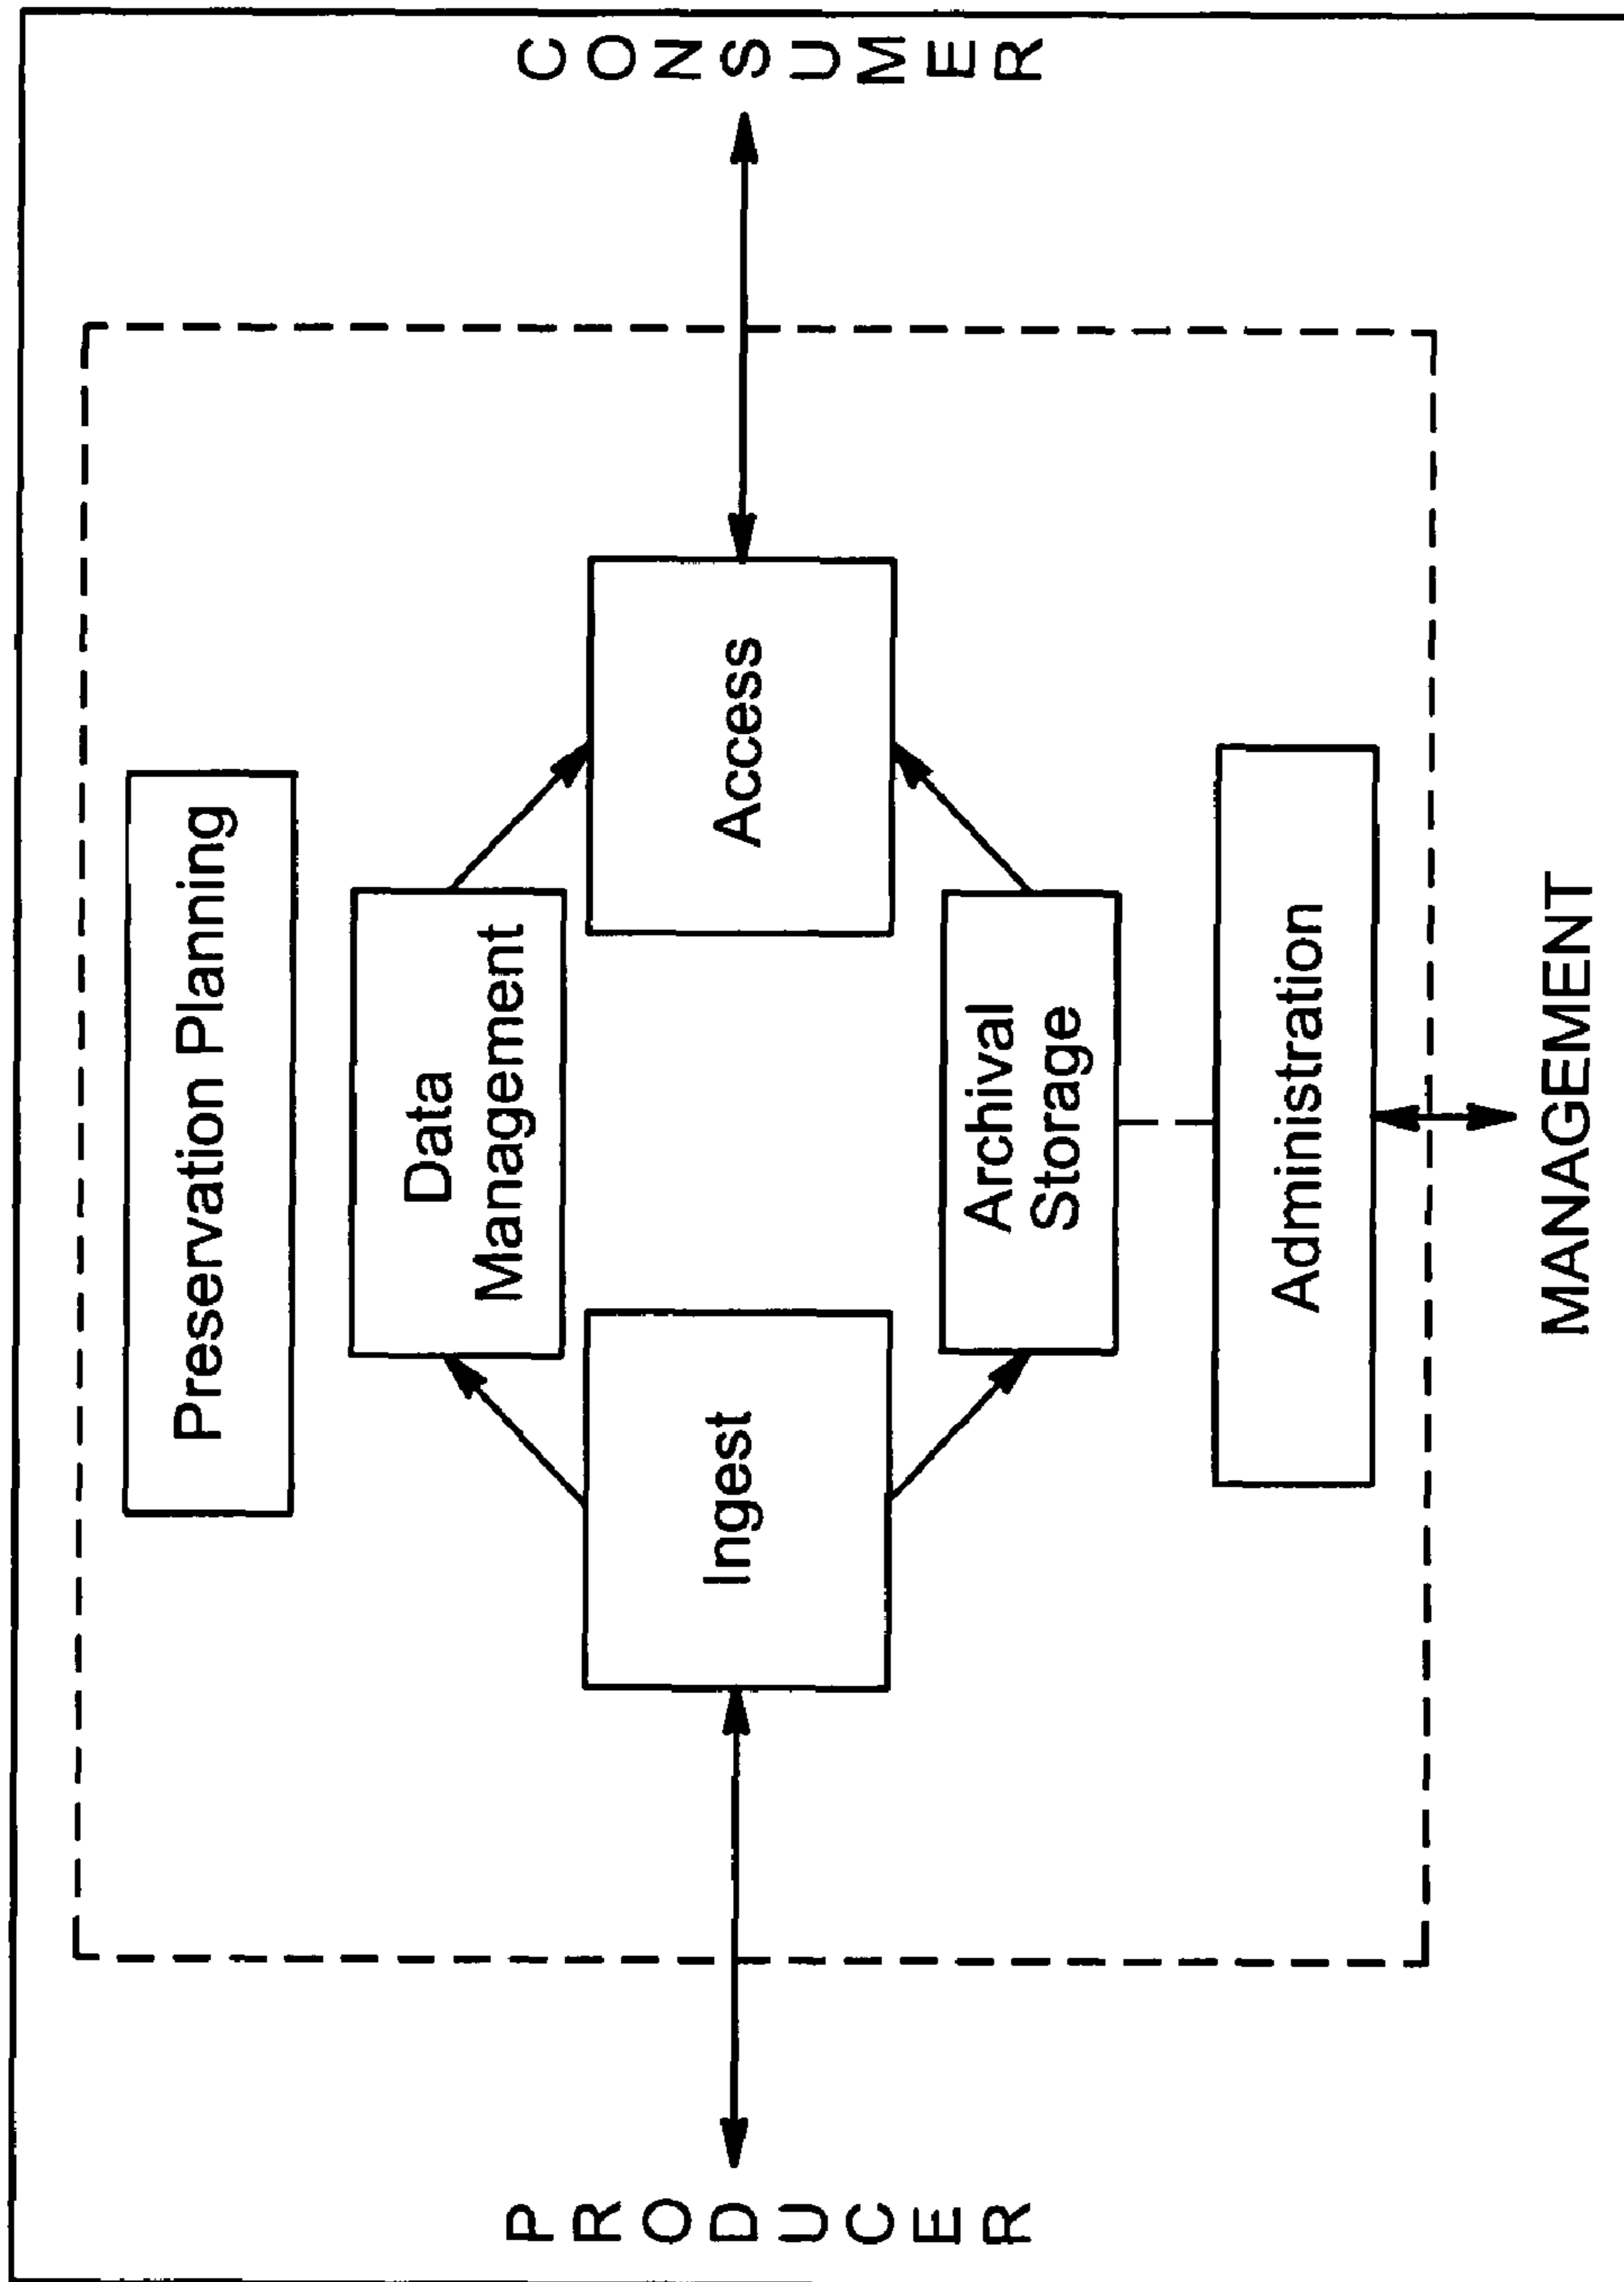 Preservation Planning
Data
Management
PRODUCER
Ingest
Access
CONSUMER
Archival
Storage
Administration
MANAGEMENT